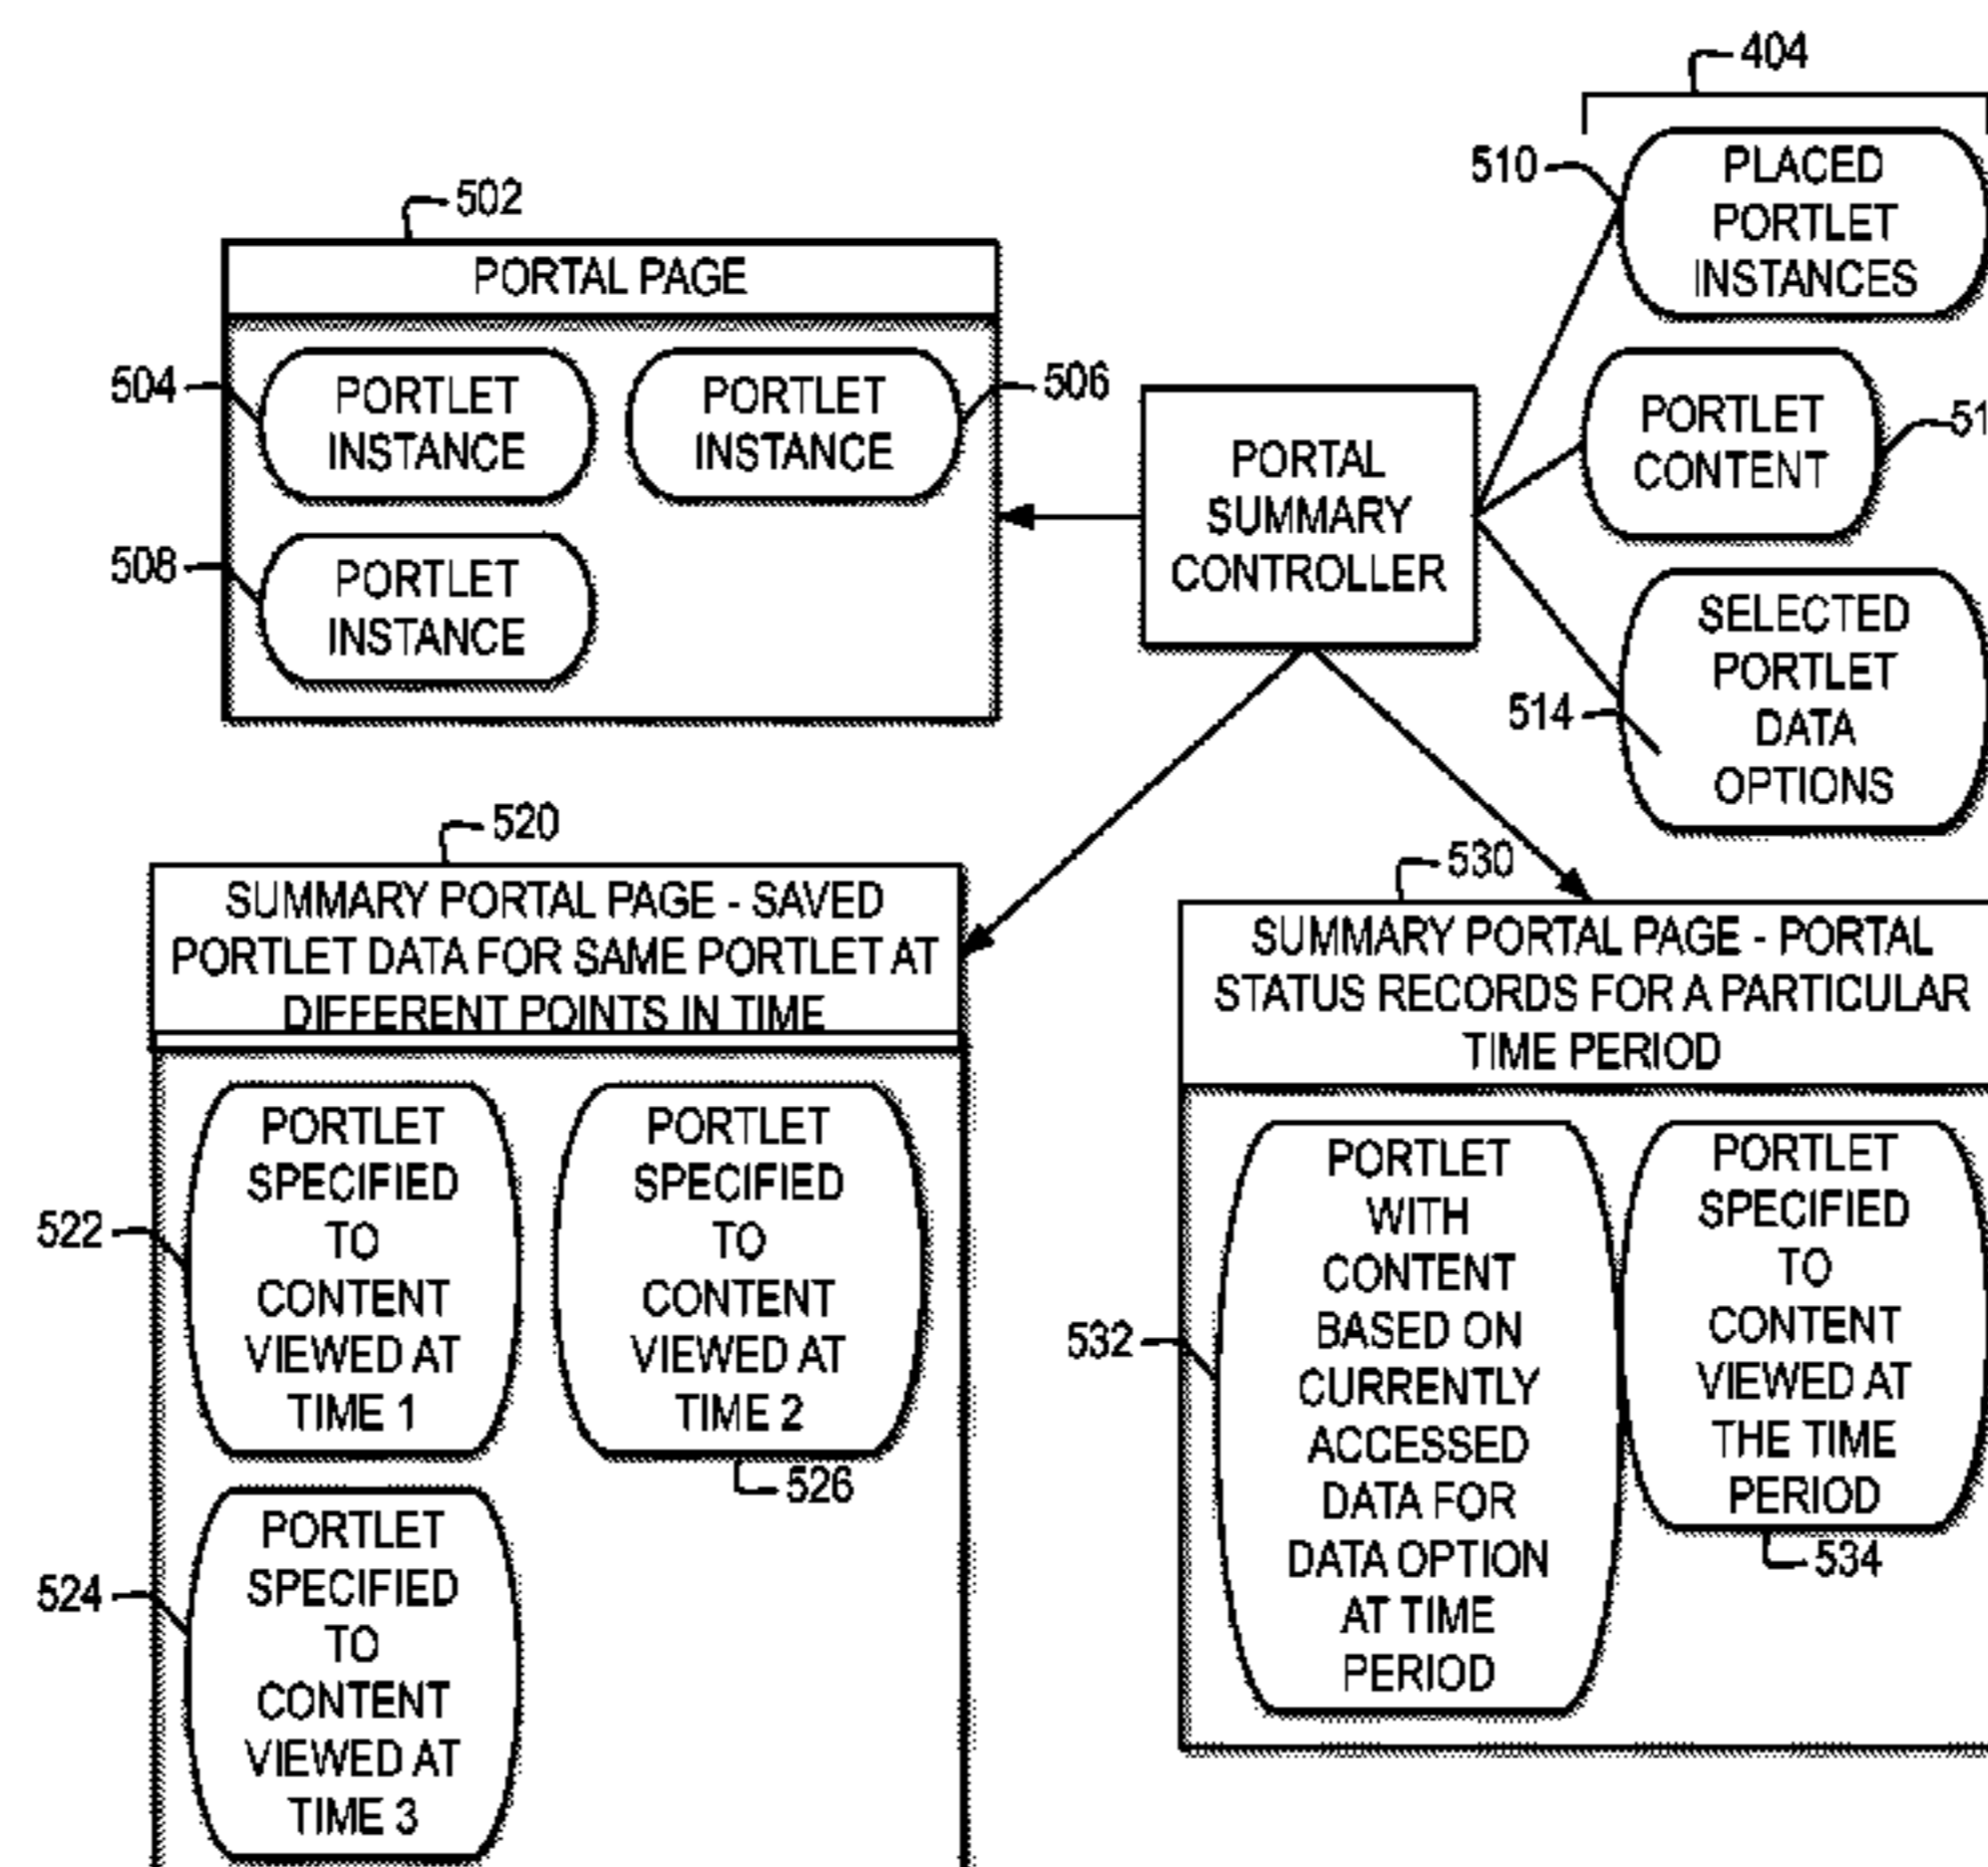 404
510
PLACED
PORTLET
INSTANCES
502
PORTAL PAGE
504
PORTLET
INSTANCE
PORTLET
INSTANCE
506
508
PORTLET
INSTANCE
PORTAL
SUMMARY
CONTROLLER
PORTLET
CONTENT
51
SELECTED
PORTLET
DATA
OPTIONS
514
520
SUMMARY PORTAL PAGE - SAVED
PORTLET DATA FOR SAME PORTLET AT
DIFFERENT POINTS IN TIME
522
PORTLET
SPECIFIED
TO
CONTENT
VIEWED AT
TIME 1
PORTLET
SPECIFIED
TO
CONTENT
VIEWED AT
TIME 2
526
524
PORTLET
SPECIFIED
TO
CONTENT
VIEWED AT
TIME 3
530
SUMMARY PORTAL PAGE - PORTAL
STATUS RECORDS FOR A PARTICULAR
TIME PERIOD
532
PORTLET
WITH
CONTENT
BASED ON
CURRENTLY
ACCESSED
DATA FOR
DATA OPTION
AT TIME
PERIOD
PORTLET
SPECIFIED
TO
CONTENT
VIEWED AT
THE TIME
PERIOD
534